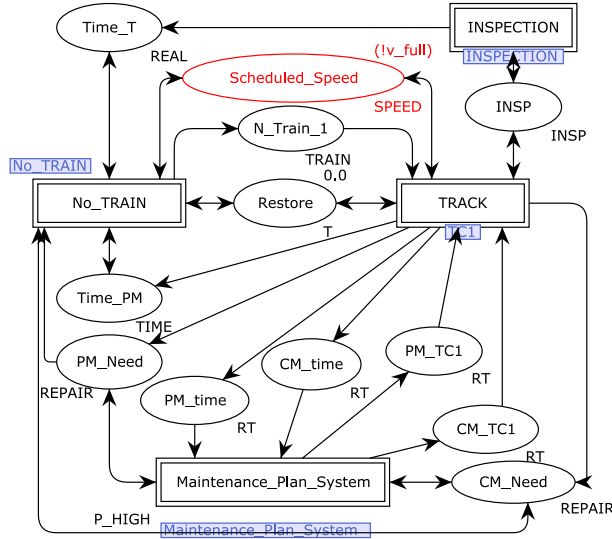 Time_T
INSPECTION
INSPECTION
REAL
(!v_full)
Scheduled_Speed
SPEED
INSP
INSP
N_Train_1
TRAIN
0.0
No_TRAIN
No_TRAIN
Restore
TRACK
T
TC1
Time_PM
TIME
PM_Need
REPAIR
CM_time
RT
PM_TC1
RT
PM_time
RT
CM_TC1
RT
Maintenance_Plan_System
CM_Need
REPAIR
P_HIGH
Maintenance_Plan_System